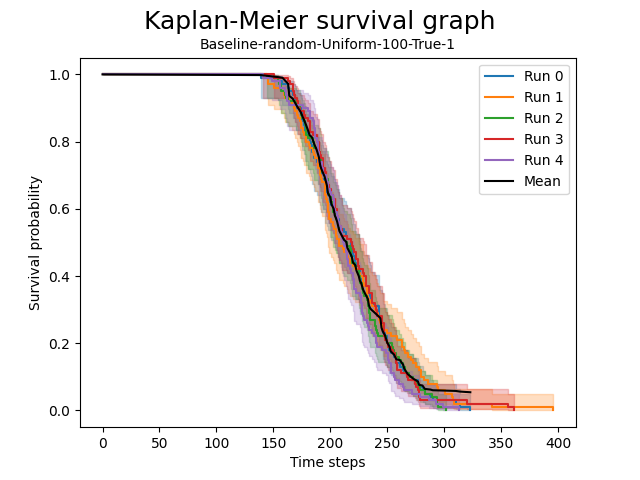 Kaplan-Meier survival graph
Baseline-random-Uniform-100-True-1
Survival probability
1.0
0.8
0.6
0.4
0.2
0.0
Run 0
Run 1
Run 2
Run 3
Run 4
Mean
0 50 100 150 200 250 300 350 400
Time steps